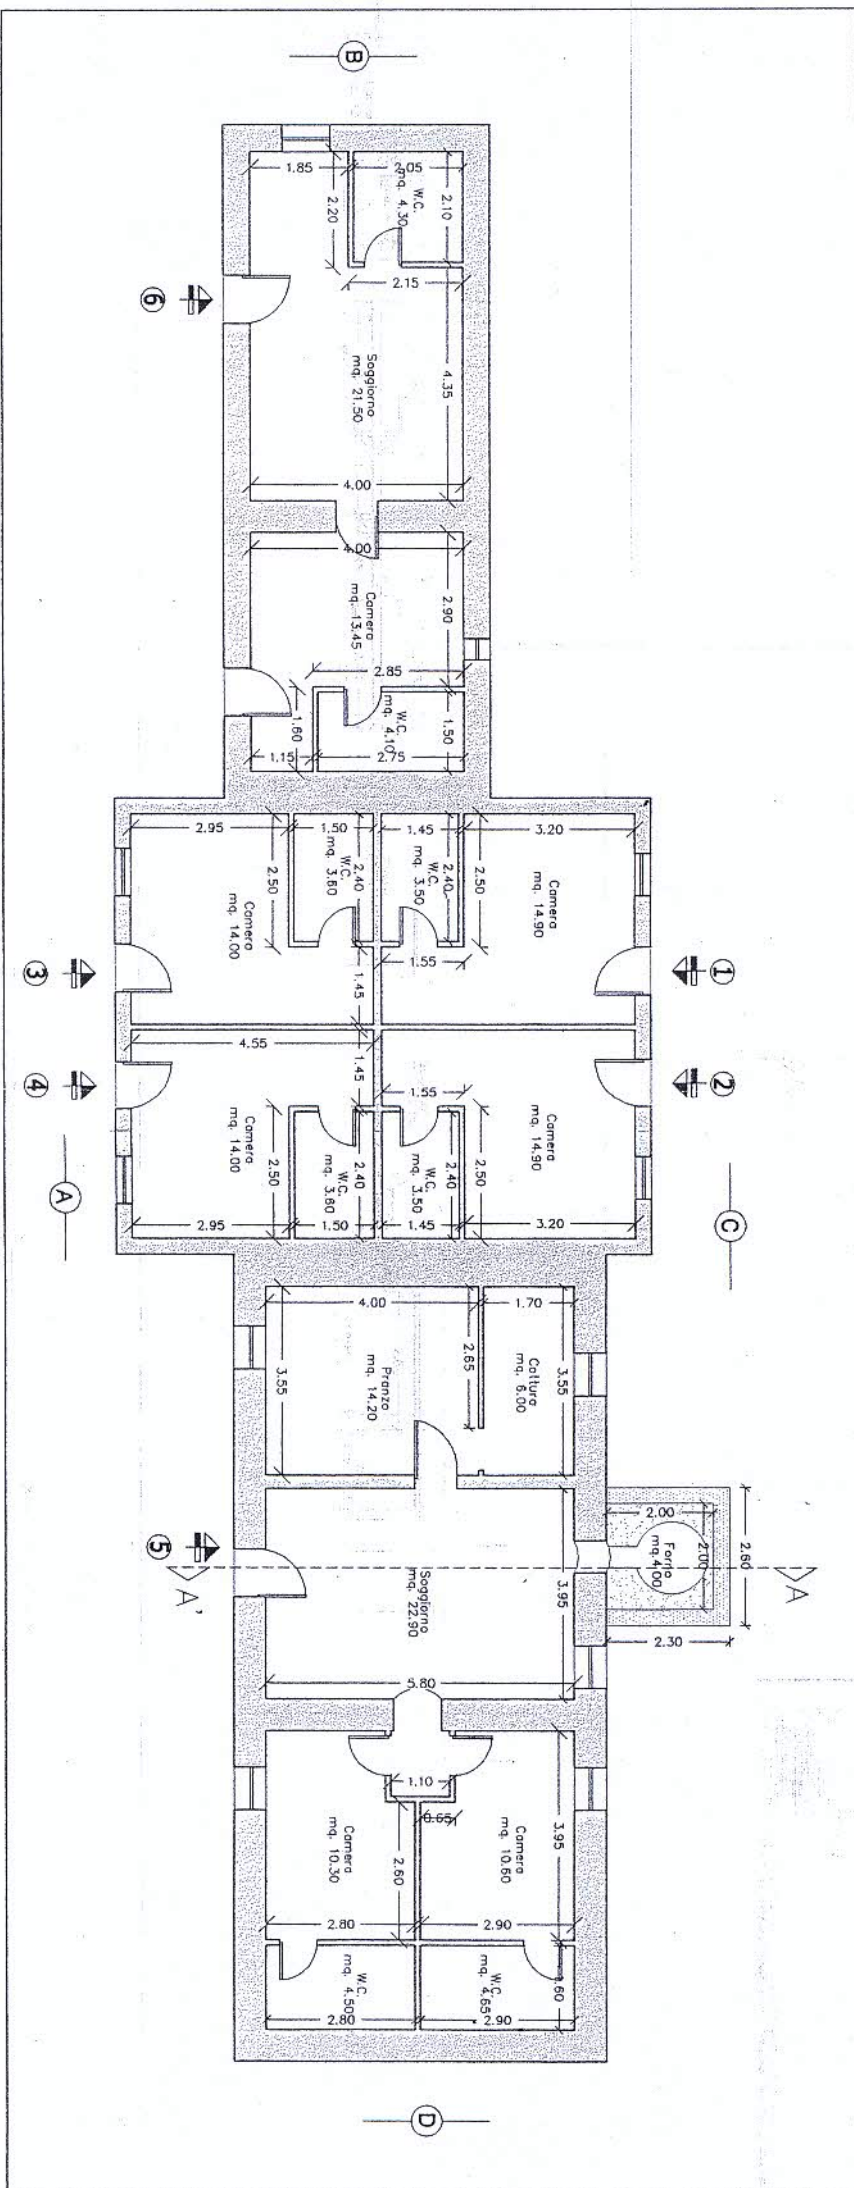 B
1.85
2.05
W.C.
mq. 4.30
2.10
2.20
2.15
6
Soggiorno
mq. 21.50
4.35
4.00
4.00
Camera
mq. 13.45
2.90
2.85
W.C.
mq. 4.10
1.50
1.60
1.15
2.75
2.95
1.50
1.45
3.20
2.50
W.C.
mq. 3.60
2.40
W.C.
mq. 3.50
2.40
2.50
Camera
mq. 14.00
Camera
mq. 14.90
3
1.45
1.55
1
4.55
1.45
1.55
4
2
Camera
mq. 14.00
2.50
W.C.
mq. 3.60
2.40
W.C.
mq. 3.50
2.40
2.50
Camera
mq. 14.90
A
C
2.95
1.50
1.45
3.20
4.00
1.70
3.55
Pranzo
mq. 14.20
2.65
Cottura
mq. 6.00
3.55
2.00
2.60
5
A'
Soggiorno
mq. 22.90
3.95
Forno
mq. 4.00
2.00
A
2.30
5.80
1.10
0.65
Camera
mq. 10.30
2.60
Camera
mq. 10.60
3.95
2.80
2.90
W.C.
mq. 4.50
W.C.
mq. 4.65
1.60
2.80
2.90
D